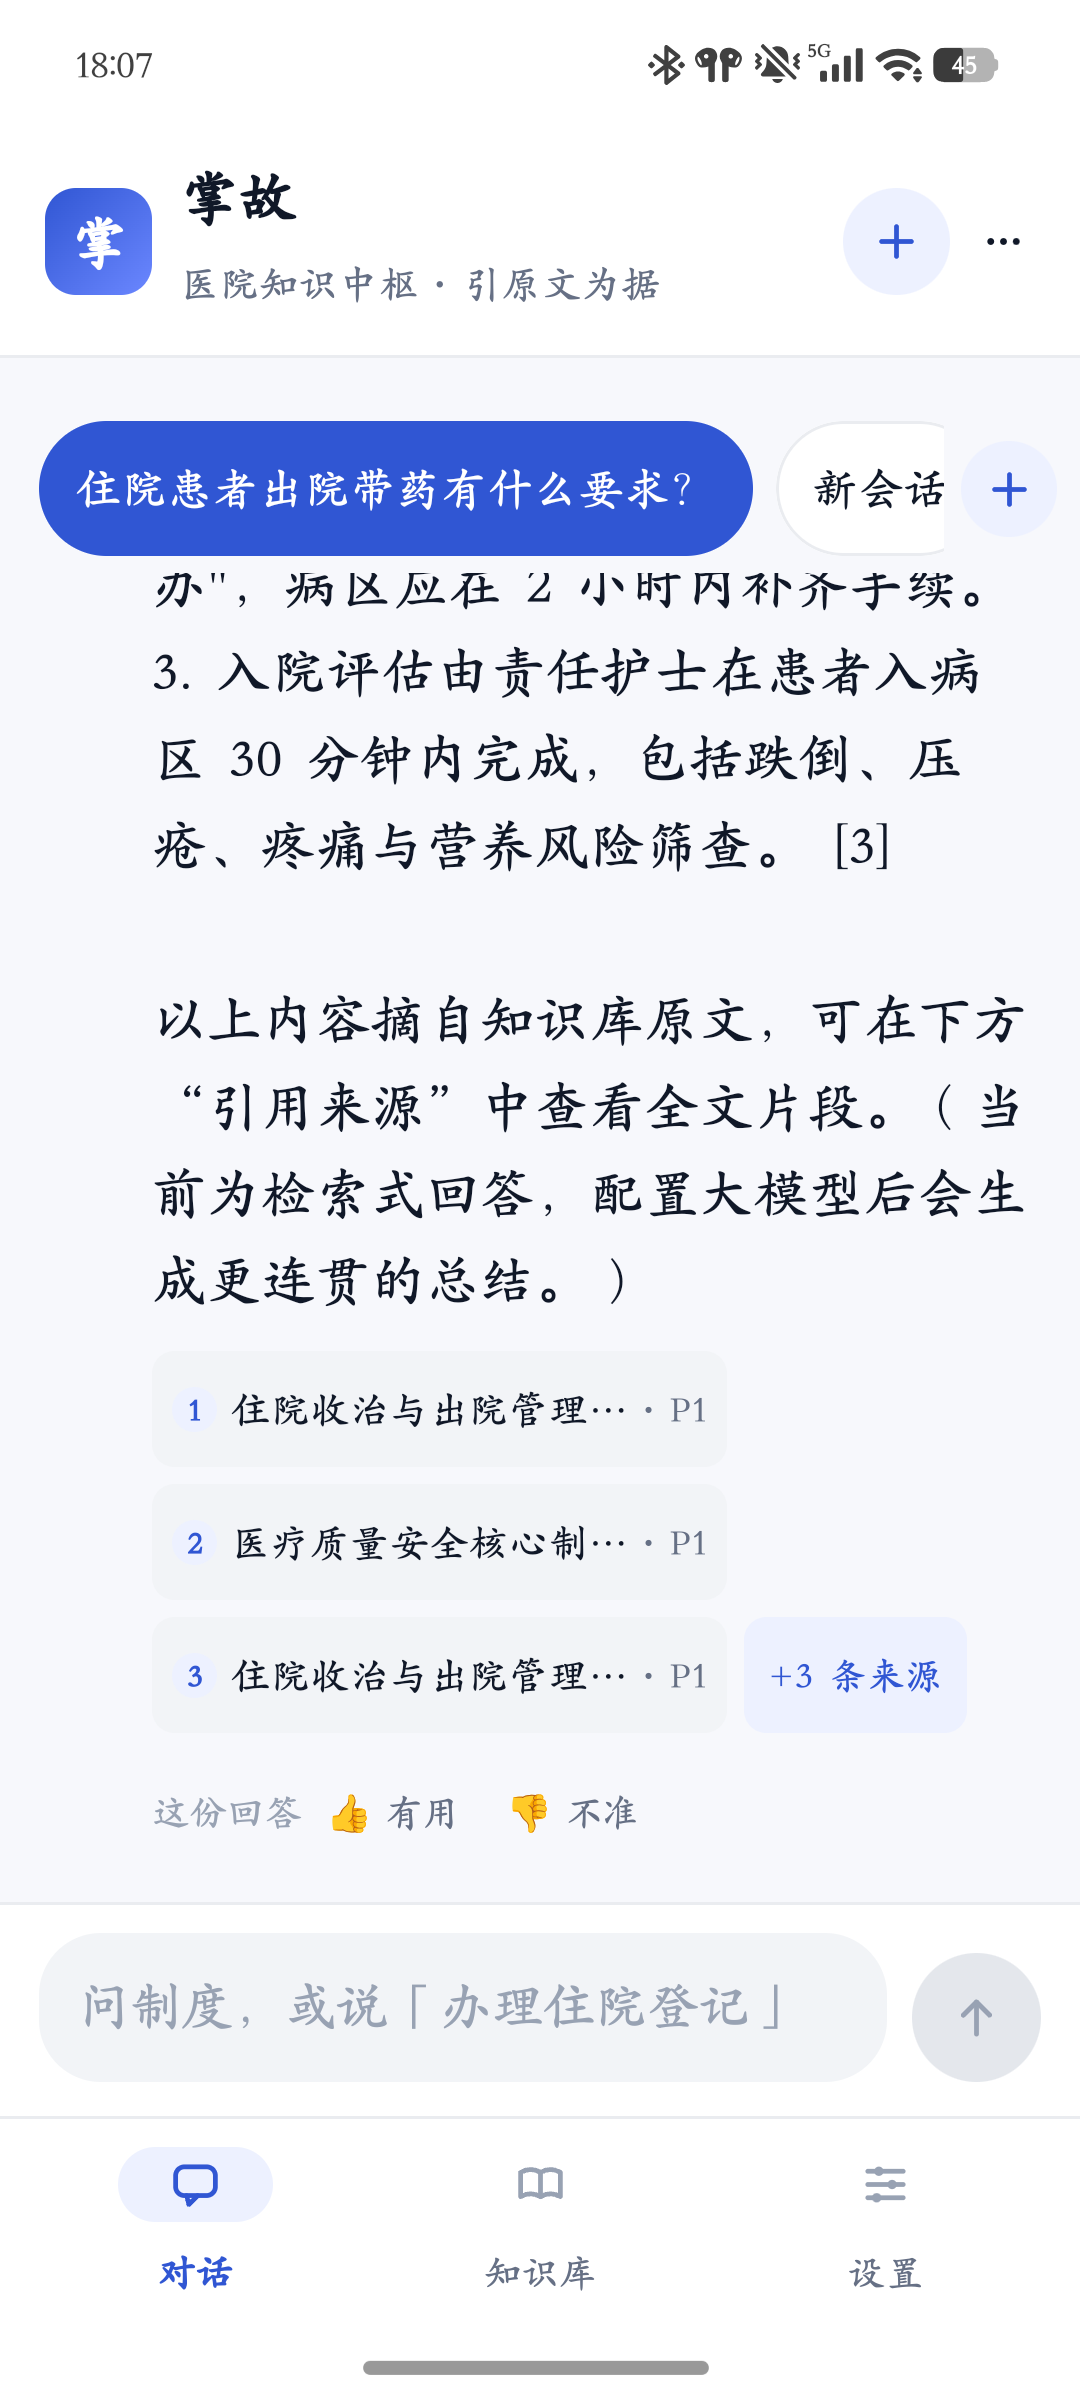 18:07
5G
45
掌
掌故
医院知识中枢 · 引原文为据
住院患者出院带药有什么要求?
新会话
办", 病区应在 2 小时内补齐手续。
3. 入院评估由责任护士在患者入病
区 30 分钟内完成, 包括跌倒、压
疮、疼痛与营养风险筛查。 [3]
以上内容摘自知识库原文, 可在下方
“引用来源”中查看全文片段。( 当
前为检索式回答, 配置大模型后会生
成更连贯的总结。 )
1 住院收治与出院管理… · P1
2 医疗质量安全核心制… · P1
3 住院收治与出院管理… · P1
+3 条来源
这份回答 👍 有用 👎 不准
问制度, 或说「办理住院登记」
对话
知识库
设置